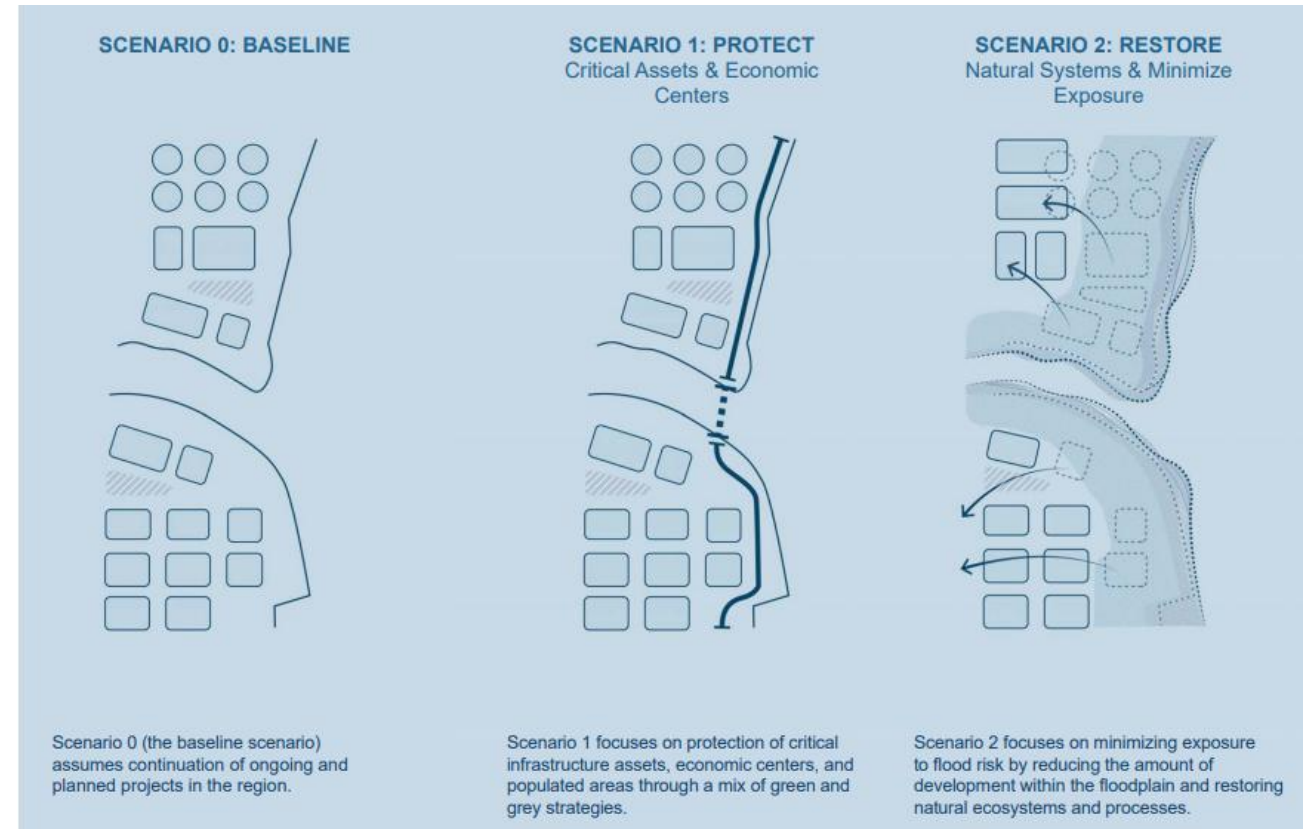 SCENARIO 0: BASELINE
SCENARIO 1: PROTECT
Critical Assets & Economic
Centers
SCENARIO 2: RESTORE
Natural Systems & Minimize
Exposure
Scenario 0 (the baseline scenario)
assumes continuation of ongoing and
planned projects in the region.
Scenario 1 focuses on protection of critical
infrastructure assets, economic centers, and
populated areas through a mix of green and
grey strategies.
Scenario 2 focuses on minimizing exposure
to flood risk by reducing the amount of
development within the floodplain and restoring
natural ecosystems and processes.